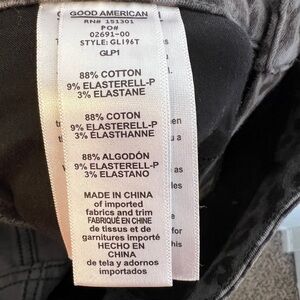 GOOD AMERICAN
RN# 151301
PO#
02691-00
STYLE: GLI96T
GLP1
88% COTTON
9% ELASTERELL-P
3% ELASTANE
88% COTON
9% ELASTERELL-P
3% ELASTHANNE
88% ALGODÓN
9% ELASTERELL-P
3% ELASTANO
MADE IN CHINA
of imported
fabrics and trim
FABRIQUÉ EN CHINE
de tissus et de
garnitures importé
HECHO EN
CHINA
de tela y adornos
importados